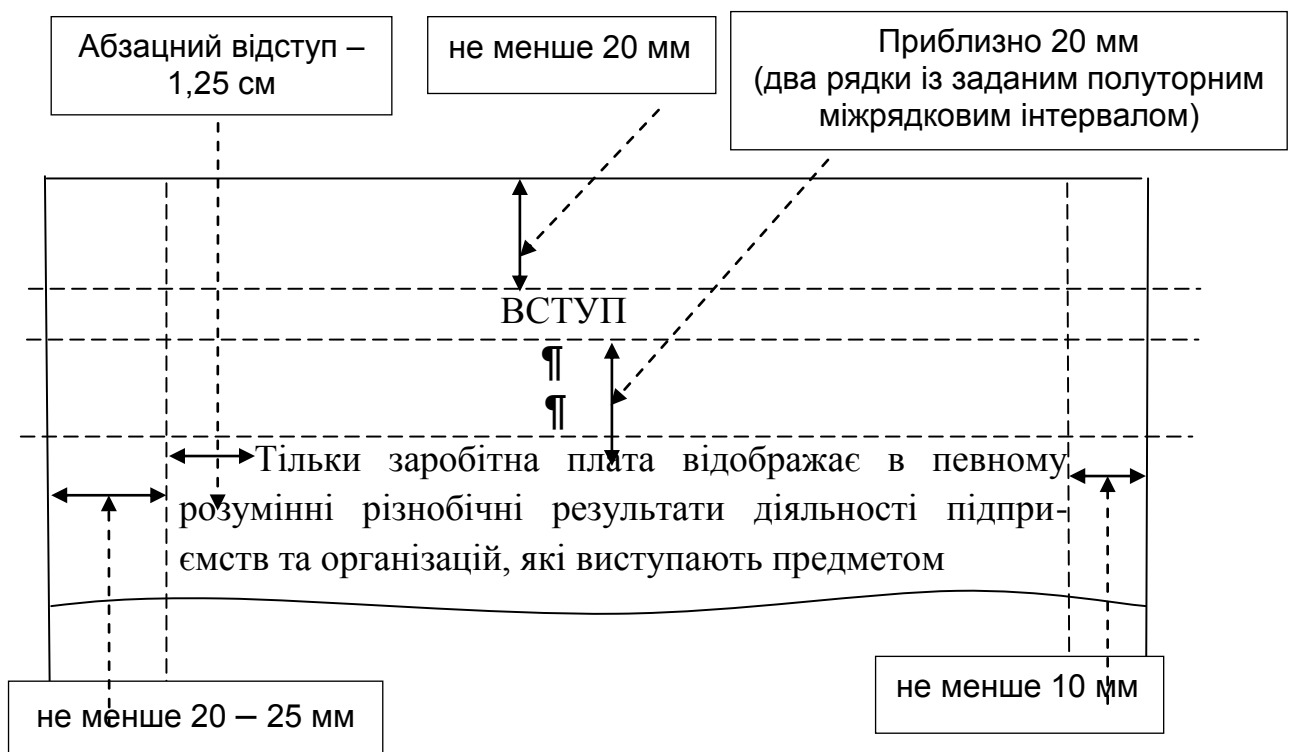 Абзацний відступ –
1,25 см
не менше 20 мм
Приблизно 20 мм
(два рядки із заданим полуторним
міжрядковим інтервалом)
ВСТУП
¶
¶
Тільки заробітна плата відображає в певному
розумінні різнобічні результати діяльності підпри-
ємств та організацій, які виступають предметом
не менше 20 – 25 мм
не менше 10 мм